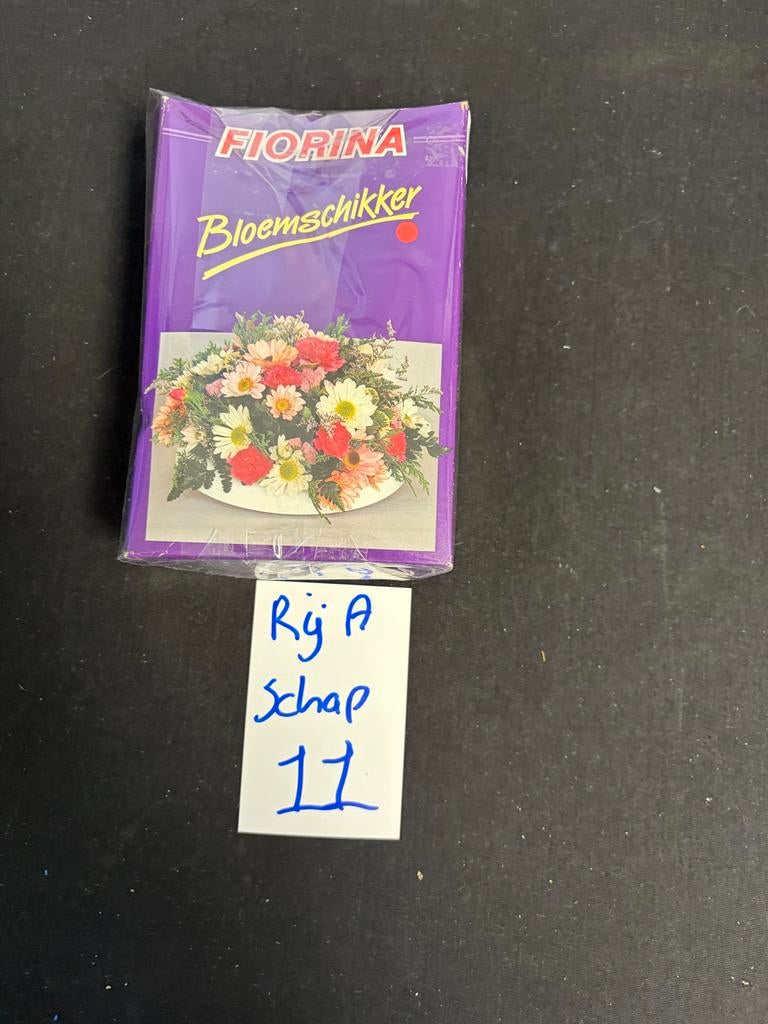 FIORINA
Bloemschikker
Rij A
Schap
11